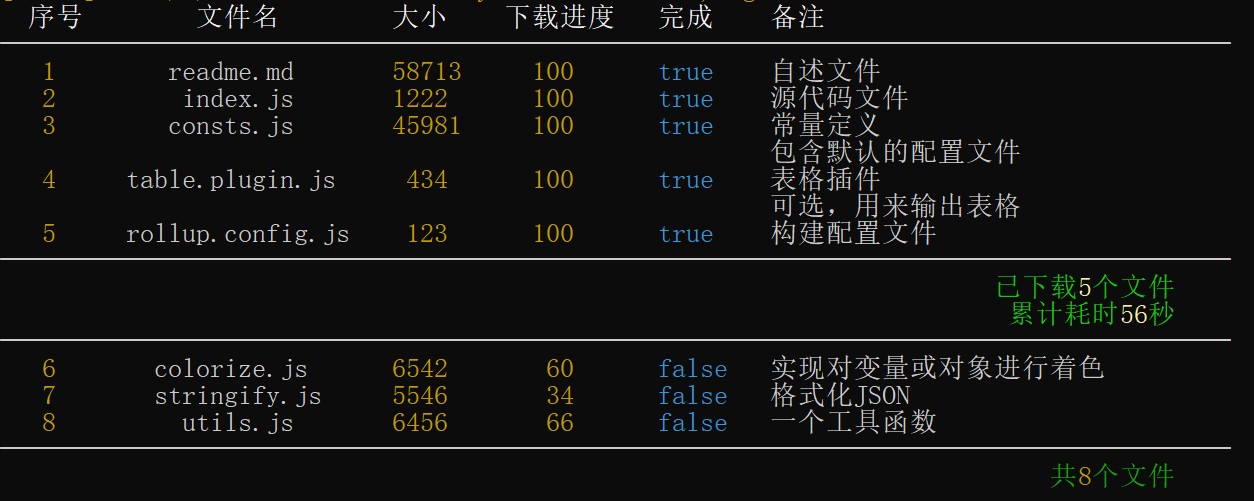 序号 文件名 大小 下载进度 完成 备注
1 readme.md 58713 100 true 自述文件
2 index.js 1222 100 true 源代码文件
3 consts.js 45981 100 true 常量定义
包含默认的配置文件
4 table.plugin.js 434 100 true 表格插件
可选，用来输出表格
5 rollup.config.js 123 100 true 构建配置文件
已下载5个文件
累计耗时56秒
6 colorize.js 6542 60 false 实现对变量或对象进行着色
7 stringify.js 5546 34 false 格式化JSON
8 utils.js 6456 66 false 一个工具函数
共8个文件